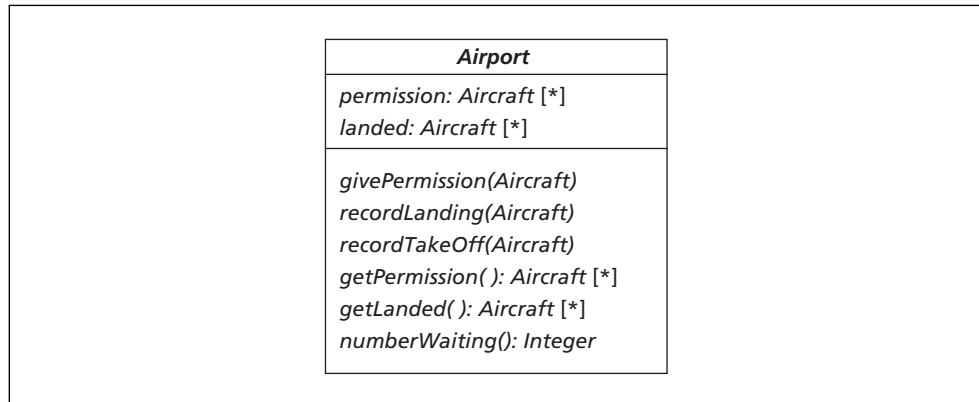 Airport
permission: Aircraft [*]
landed: Aircraft [*]
givePermission(Aircraft)
recordLanding(Aircraft)
recordTakeOff(Aircraft)
getPermission( ): Aircraft [*]
getLanded( ): Aircraft [*]
numberWaiting(): Integer